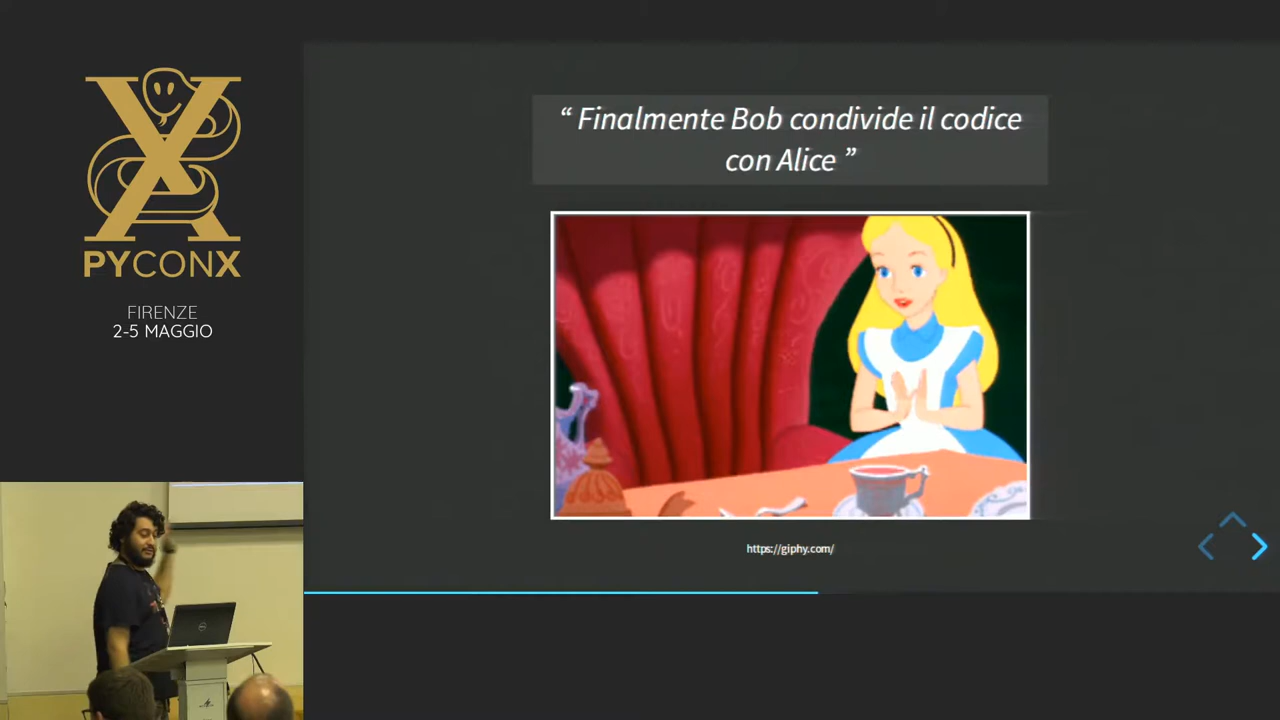 PYCONX
FIRENZE
2-5 MAGGIO
“ Finalmente Bob condivide il codice
con Alice ”
https://giphy.com/